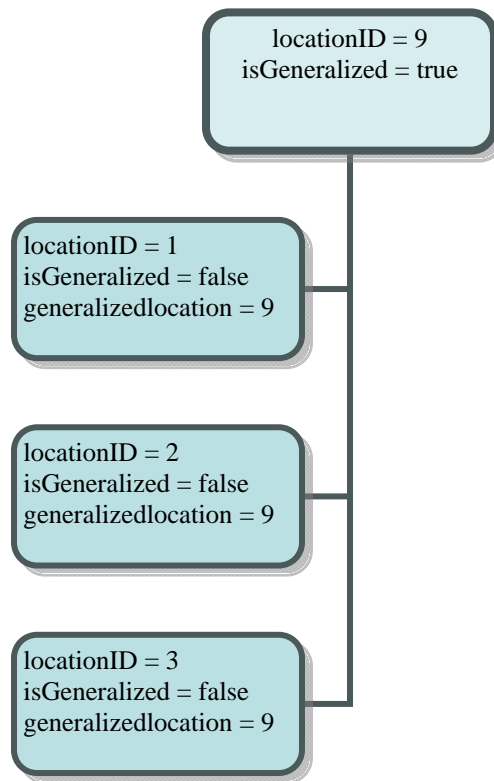 locationID = 9
isGeneralized = true
locationID = 1
isGeneralized = false
generalizedlocation = 9
locationID = 2
isGeneralized = false
generalizedlocation = 9
locationID = 3
isGeneralized = false
generalizedlocation = 9